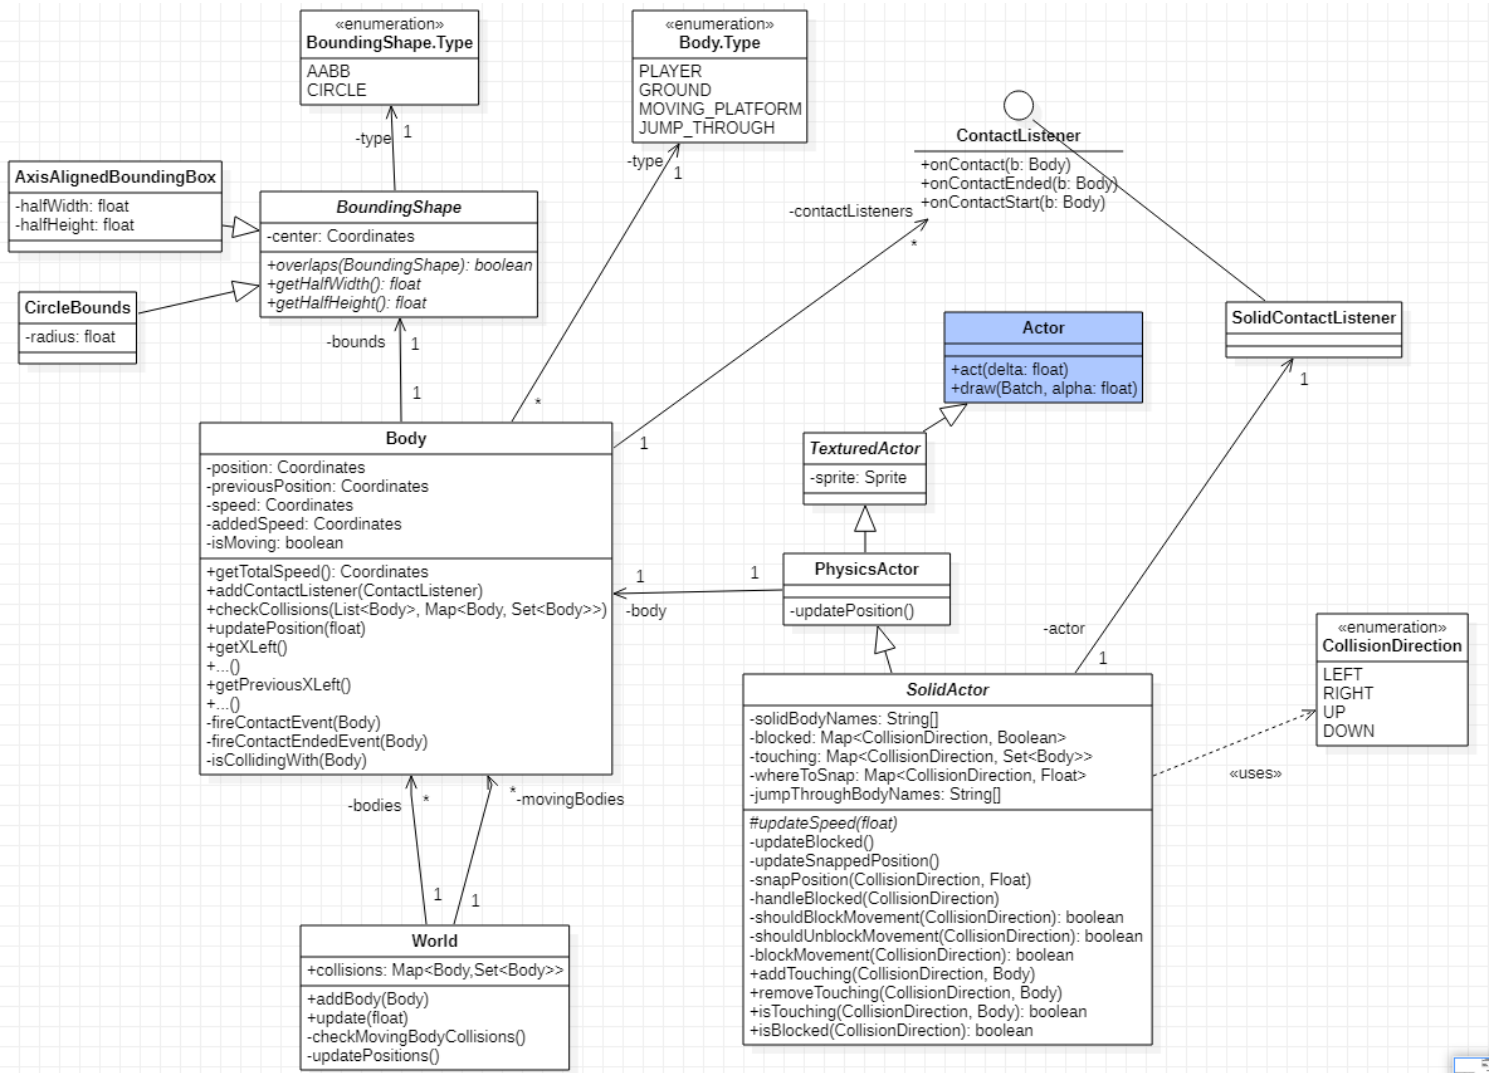 «enumeration»
BoundingShape.Type
AABB
CIRCLE
«enumeration»
Body.Type
PLAYER
GROUND
MOVING_PLATFORM
JUMP_THROUGH
-type
1
-type
1
ContactListener
+onContact(b: Body)
+onContactEnded(b: Body)
+onContactStart(b: Body)
AxisAlignedBoundingBox
-halfWidth: float
-halfHeight: float
BoundingShape
-center: Coordinates
+overlaps(BoundingShape): boolean
+getHalfWidth(): float
+getHalfHeight(): float
-contactListeners
*
CircleBounds
-radius: float
-bounds
1
1
*
1
Actor
+act(delta: float)
+draw(Batch, alpha: float)
SolidContactListener
1
TexturedActor
-sprite: Sprite
Body
-position: Coordinates
-previousPosition: Coordinates
-speed: Coordinates
-addedSpeed: Coordinates
-isMoving: boolean
+getTotalSpeed(): Coordinates
+addContactListener(ContactListener)
+checkCollisions(List<Body>, Map<Body, Set<Body>>)
+updatePosition(float)
+getXLeft()
+...()
+getPreviousXLeft()
+...()
-fireContactEvent(Body)
-fireContactEndedEvent(Body)
-isCollidingWith(Body)
1
1
-body
PhysicsActor
-updatePosition()
-actor
1
«enumeration»
CollisionDirection
LEFT
RIGHT
UP
DOWN
«uses»
SolidActor
-solidBodyNames: String[]
-blocked: Map<CollisionDirection, Boolean>
-touching: Map<CollisionDirection, Set<Body>>
-whereToSnap: Map<CollisionDirection, Float>
-jumpThroughBodyNames: String[]
#updateSpeed(float)
-updateBlocked()
-updateSnappedPosition()
-snapPosition(CollisionDirection, Float)
-handleBlocked(CollisionDirection)
-shouldBlockMovement(CollisionDirection): boolean
-shouldUnblockMovement(CollisionDirection): boolean
-blockMovement(CollisionDirection): boolean
+addTouching(CollisionDirection, Body)
+removeTouching(CollisionDirection, Body)
+isTouching(CollisionDirection, Body): boolean
+isBlocked(CollisionDirection): boolean
-bodies
*
*
-movingBodies
1
1
World
+collisions: Map<Body,Set<Body>>
+addBody(Body)
+update(float)
-checkMovingBodyCollisions()
-updatePositions()